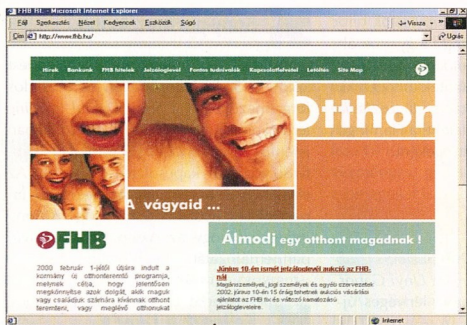 FHB Rt. - Microsoft Internet Explorer
Fájl Szerkesztés Nézet Kedvencek Eszközök Súgó
Vissza
Cím http://www.fhb.hu/
Ugrás
Hírek Bankunk FHB hitelek Jelzáloglevél Fontos tudnivalók Kapcsolatfelvétel Letöltés Site Map
Otthon
A vágyaid ...
FHB
Álmodj egy otthont magadnak !
2000 február 1-jétől útjára indult a
kormány új otthonteremtő programja,
melynek célja, hogy jelentősen
megkönnyítse azok dolgát, akik maguk
vagy családjuk számára kívánnak otthont
teremteni, vagy meglévő otthonukat
Június 10-én ismét jelzáloglevél aukció az FHB-
nál
Magánszemélyek, jogi személyek és egyéb szervezetek
2002. június 10-én 15 óráig tehetnek aukciós vásárlási
ajánlatot az FHB fix és változó kamatozású
jelzálogleveleire.
Internet